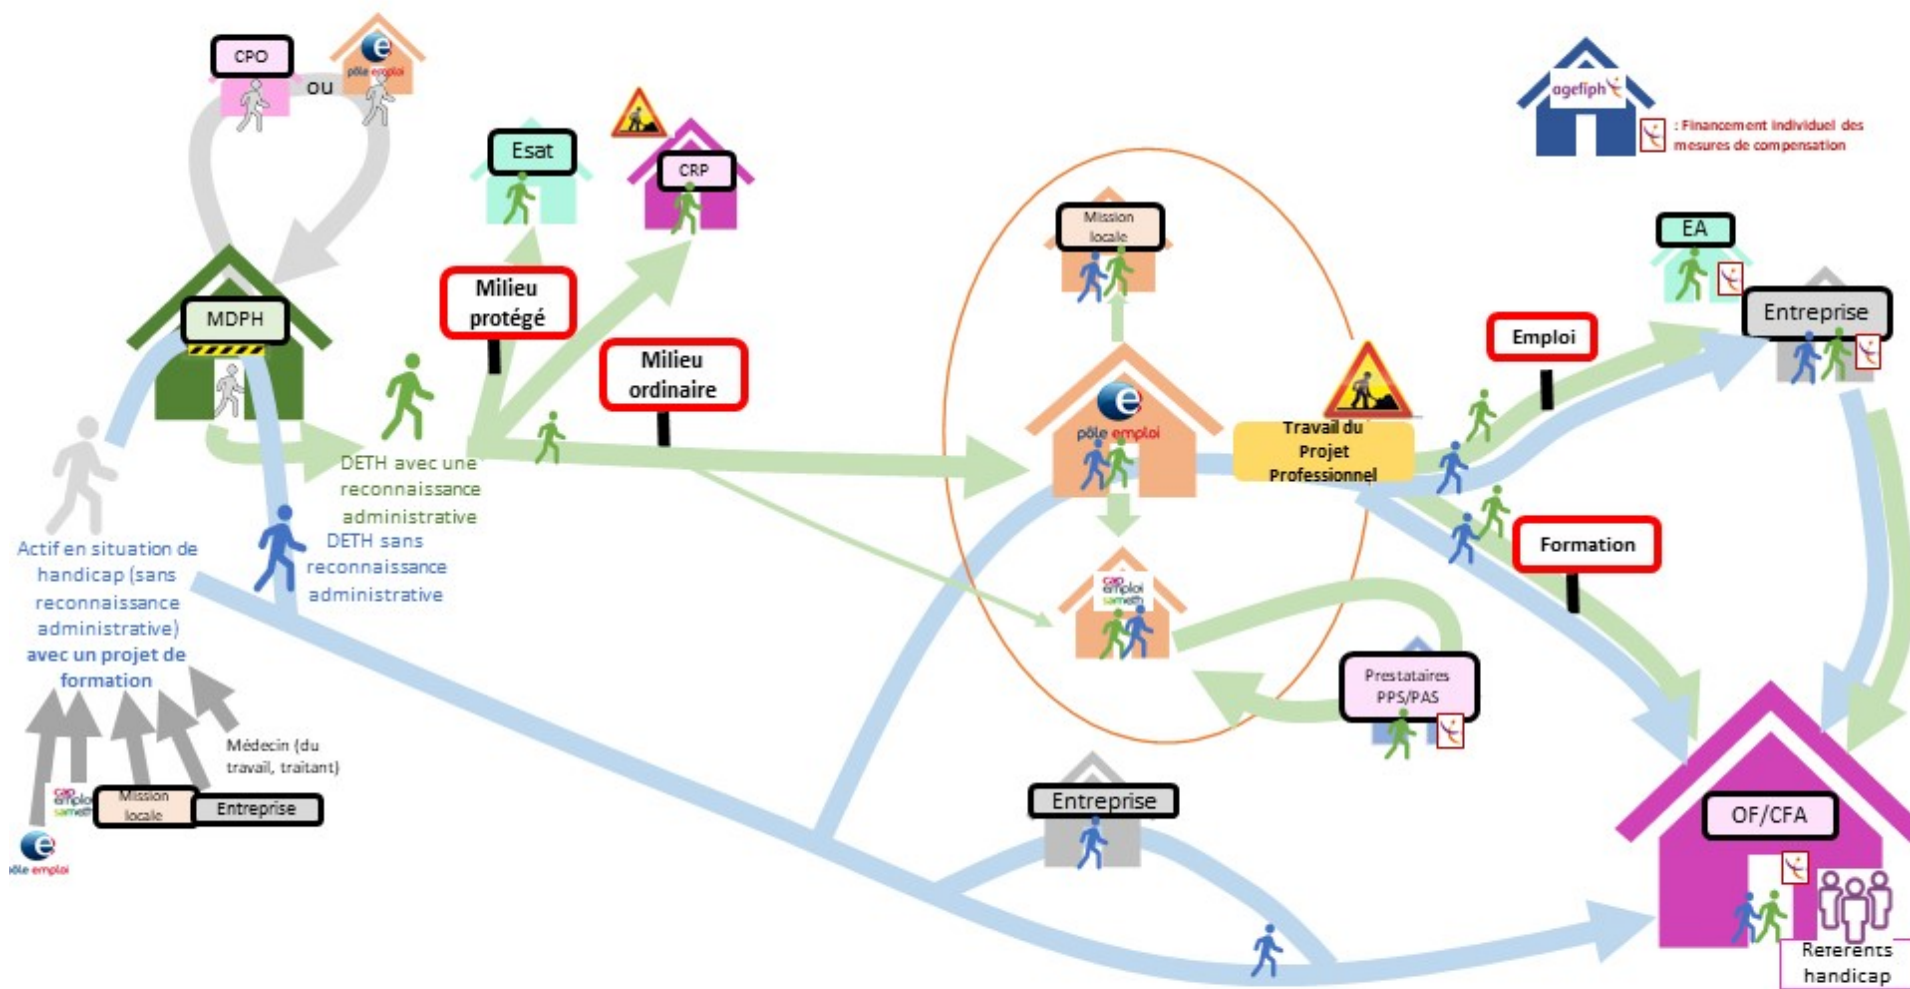 CPO
ou
pôle emploi
Esat
CRP
agefiph
: Financement individuel des
mesures de compensation
Mission
locale
EA
Entreprise
Milieu
protégé
MDPH
Emploi
Milieu
ordinaire
pôle emploi
Travail du
Projet
Professionnel
DETH avec une
reconnaissance
administrative
DETH sans
reconnaissance
administrative
Formation
Actif en situation de
handicap (sans
reconnaissance
administrative)
avec un projet de
formation
cap
emploi
sameth
Prestataires
PPS/PAS
Médecin (du
travail, traitant)
cap
emploi
sameth
Mission
locale
Entreprise
pôle emploi
Entreprise
OF/CFA
Référents
handicap